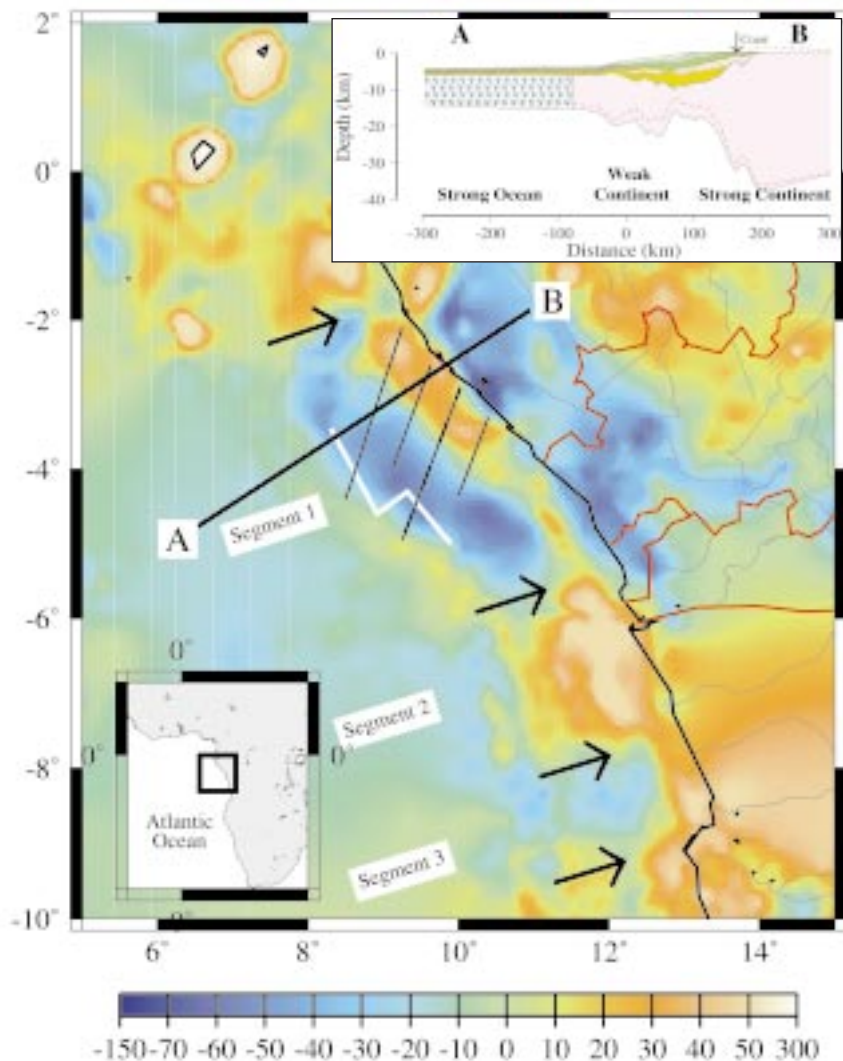 2°
0°
-2°
-4°
-6°
-8°
-10°
6° 8° 10° 12° 14°
A B
Coast
0
-10
-20
-30
-40
Depth (km)
Strong Ocean Weak Continent Strong Continent
-300 -200 -100 0 100 200 300
Distance (km)
B
A
Segment 1
Segment 2
Segment 3
0°
0° 0°
Atlantic
Ocean
0°
-150 -70 -60 -50 -40 -30 -20 -10 0 10 20 30 40 50 300